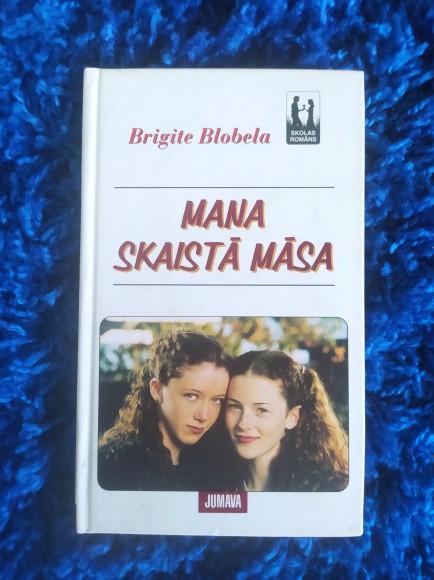 Brigite Blobela
SKOLAS
ROMĀNS
MANA
SKAISTĀ MĀSA
JUMAVA